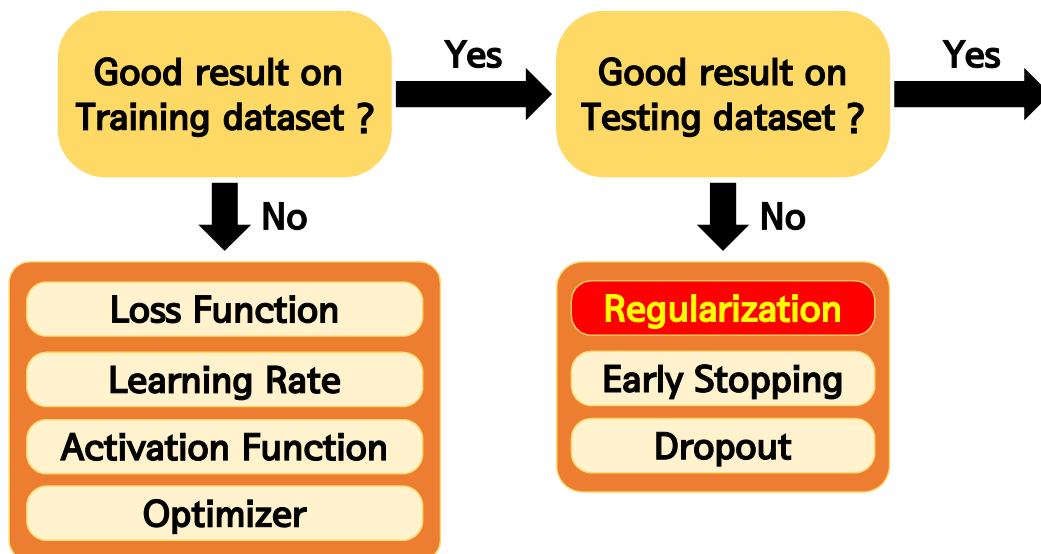 Good result on
Training dataset ?
Yes
Good result on
Testing dataset ?
Yes
No
No
Loss Function
Learning Rate
Activation Function
Optimizer
Regularization
Early Stopping
Dropout